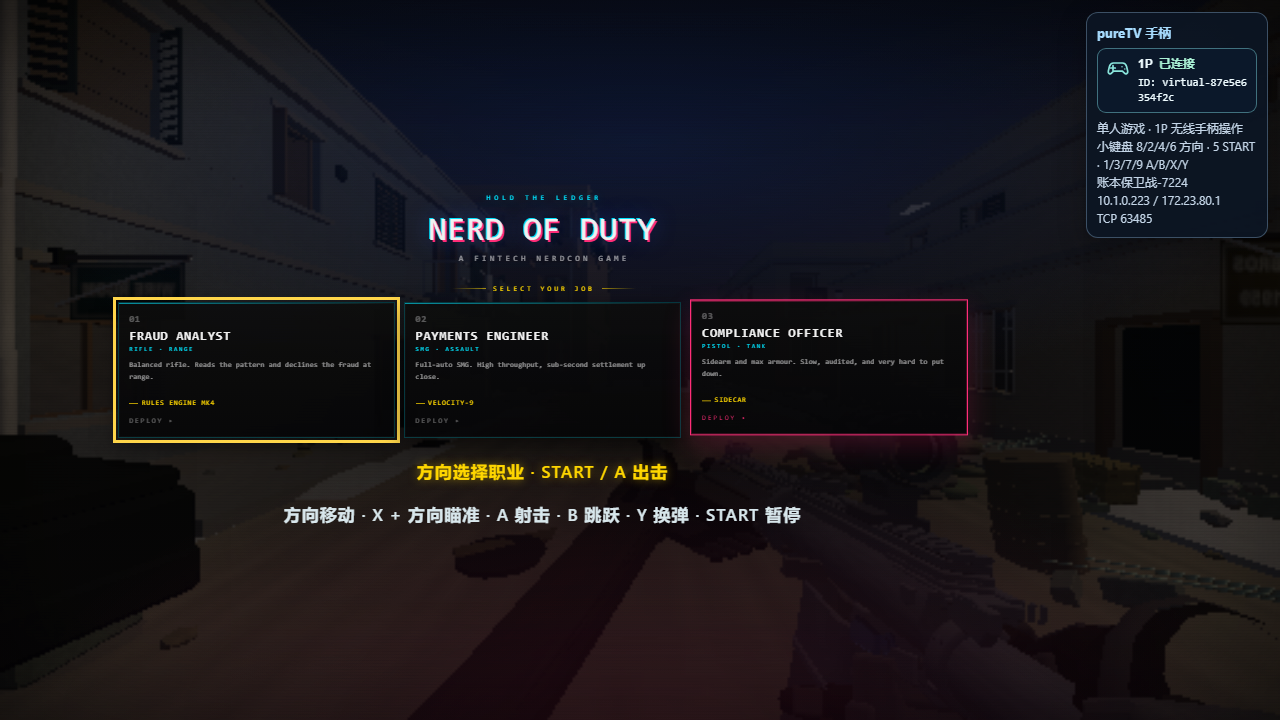 pureTV 手柄
1P 已连接
ID: virtual-87e5e6
354f2c
单人游戏 · 1P 无线手柄操作
小键盘 8/2/4/6 方向 · 5 START
· 1/3/7/9 A/B/X/Y
账本保卫战-7224
10.1.0.223 / 172.23.80.1
TCP 63485
HOLD THE LEDGER
NERD OF DUTY
A FINTECH NERDCON GAME
SELECT YOUR JOB
01
FRAUD ANALYST
RIFLE · RANGE
Balanced rifle. Reads the pattern and declines the fraud at
range.
— RULES ENGINE MK4
DEPLOY ▸
02
PAYMENTS ENGINEER
SMG · ASSAULT
Full-auto SMG. High throughput, sub-second settlement up
close.
— VELOCITY-9
DEPLOY ▸
03
COMPLIANCE OFFICER
PISTOL · TANK
Sidearm and max armour. Slow, audited, and very hard to put
down.
— SIDECAR
DEPLOY ▸
方向选择职业 · START / A 出击
方向移动 · X + 方向瞄准 · A 射击 · B 跳跃 · Y 换弹 · START 暂停